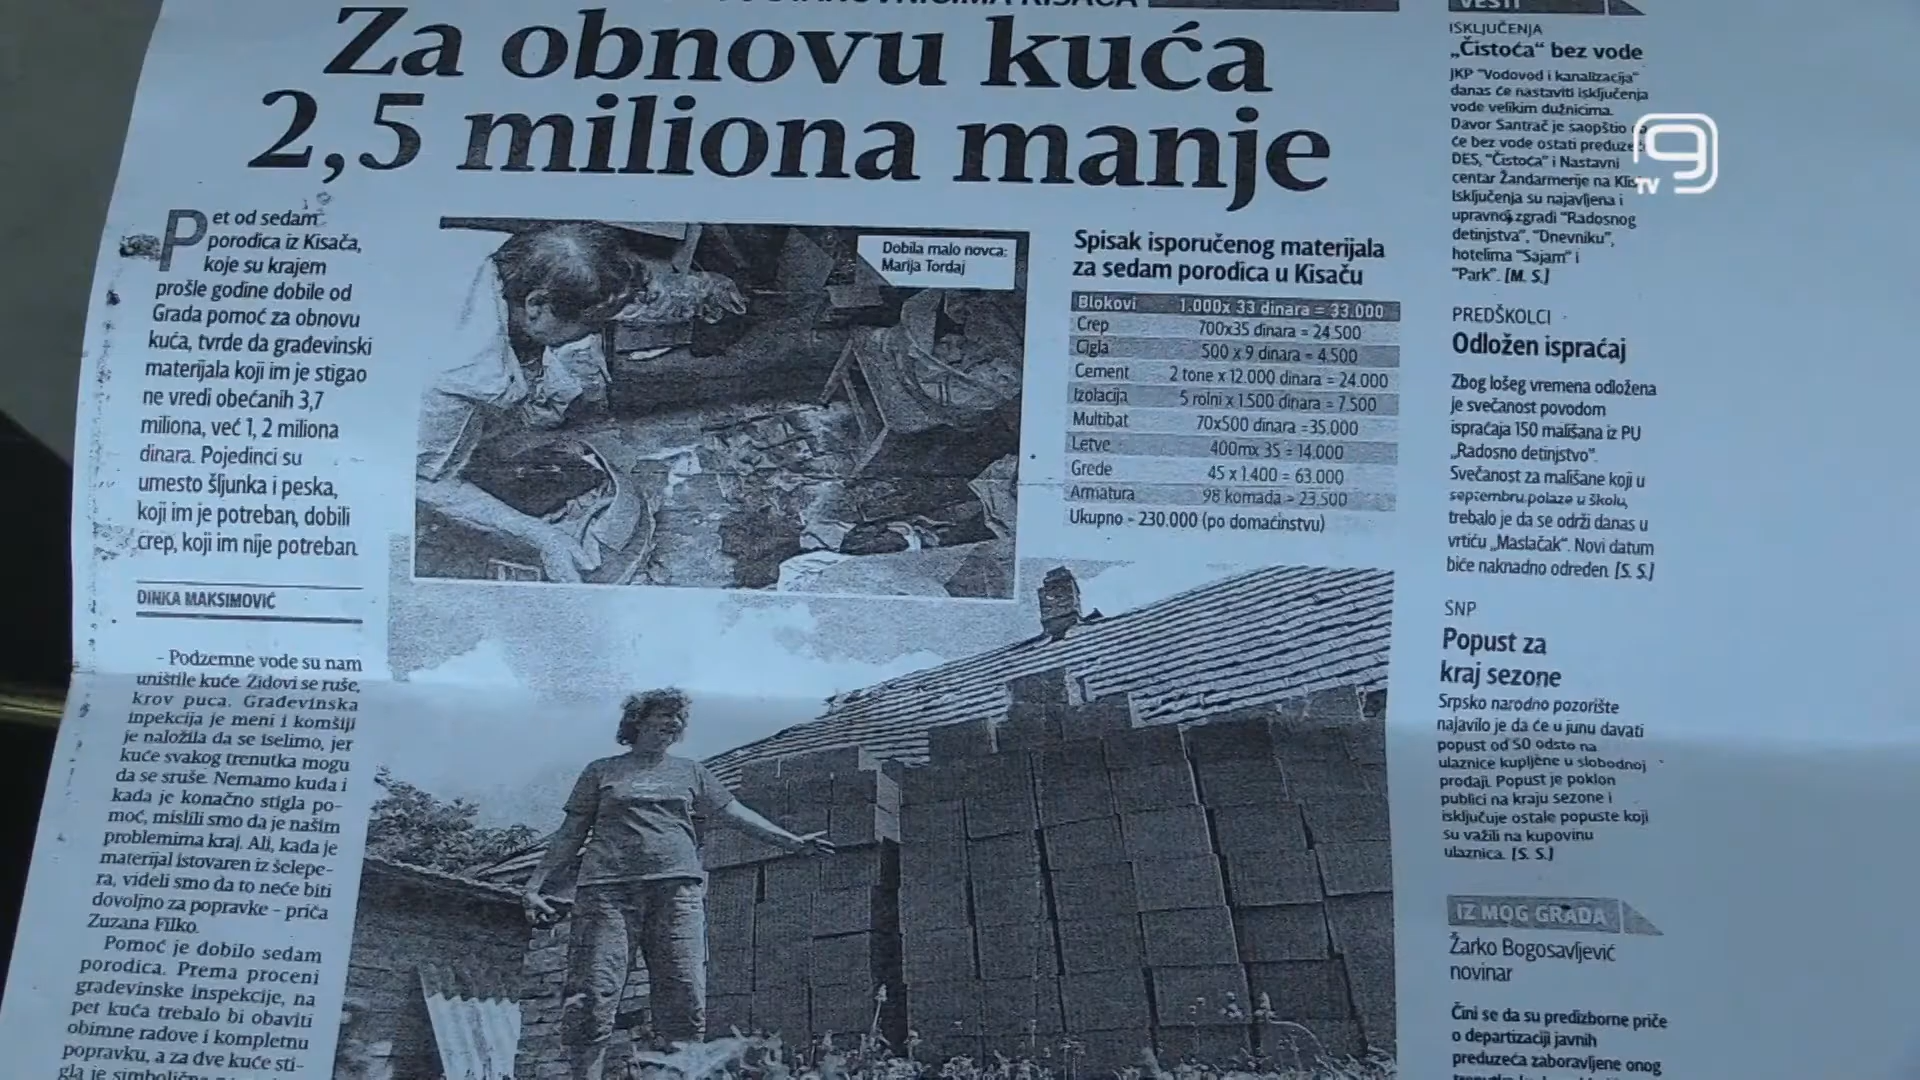 Za obnovu kuća
2,5 miliona manje
Pet od sedam
porodica iz Kisača,
koje su krajem
prošle godine dobile od
Grada pomoć za obnovu
kuća, tvrde da građevinski
materijala koji im je stigao
ne vredi obećanih 3,7
miliona, već 1, 2 miliona
dinara. Pojedinci su
umesto šljunka i peska,
koji im je potreban, dobili
crep, koji im nije potreban.
DINKA MAKSIMOVIĆ
- Podzemne vode su nam
uništile kuće. Zidovi se ruše,
krov puca. Građevinska
inpekcija je meni i komšiji
je naložila da se iselimo, jer
kuće svakog trenutka mogu
da se sruše. Nemamo kuda i
kada je konačno stigla po-
moć, mislili smo da je našim
problemima kraj. Ali, kada je
materijal istovaren iz šlepe-
ra, videli smo da to neće biti
dovoljno za popravke - priča
Zuzana Filko.
Pomoć je dobilo sedam
porodica. Prema proceni
građevinske inspekcije, na
pet kuća trebalo bi obaviti
obimne radove i kompletnu
popravku, a za dve kuće sti-
gla je simbolična
Dobila malo novca:
Marija Tordaj
Spisak isporučenog materijala
za sedam porodica u Kisaču
Blokovi 1.000x 33 dinara = 33.000
Crep 700x35 dinara = 24.500
Cigla 500 x 9 dinara = 4.500
Cement 2 tone x 12.000 dinara = 24.000
Izolacija 5 rolni x 1.500 dinara = 7.500
Multibat 70x500 dinara =35.000
Letve 400mx 35 = 14.000
Grede 45 x 1.400 = 63.000
Armatura 98 komada = 23.500
Ukupno - 230.000 (po domaćinstvu)
VESTI
ISKLJUČENJA
„Čistoća“ bez vode
JKP "Vodovod i kanalizacija"
danas će nastaviti isključenja
vode velikim dužnicima.
Davor Santrač je saopštio
će bez vode ostati
DES, "Čistoća" i Nastavni
centar Žandarmerije na
Isključenja su najavljena i
upravnoj zgradi "Radosnog
detinjstva", "Dnevniku",
hotelima "Sajam" i
"Park". [M. S.]
PREDŠKOLCI
Odložen ispraćaj
Zbog lošeg vremena odložena
je svečanost povodom
ispraćaja 150 mališana iz PU
„Radosno detinjstvo“.
Svečanost za mališane koji u
septembru polaze u školu,
trebalo je da se održi danas u
vrtiću „Maslačak“. Novi datum
biće naknadno određen. [S. S.]
SNP
Popust za
kraj sezone
Srpsko narodno pozorište
najavilo je da će u junu davati
popust od 50 odsto na
ulaznice kupljene u slobodnoj
prodaji. Popust je poklon
publici na kraju sezone i
isključuje ostale popuste koji
su važili na kupovinu
ulaznica. [S. S.]
IZ MOG GRADA
Žarko Bogosavljević
novinar
Čini se da su predizborne priče
o departizaciji javnih
preduzeća zaboravljene onog
9
TV